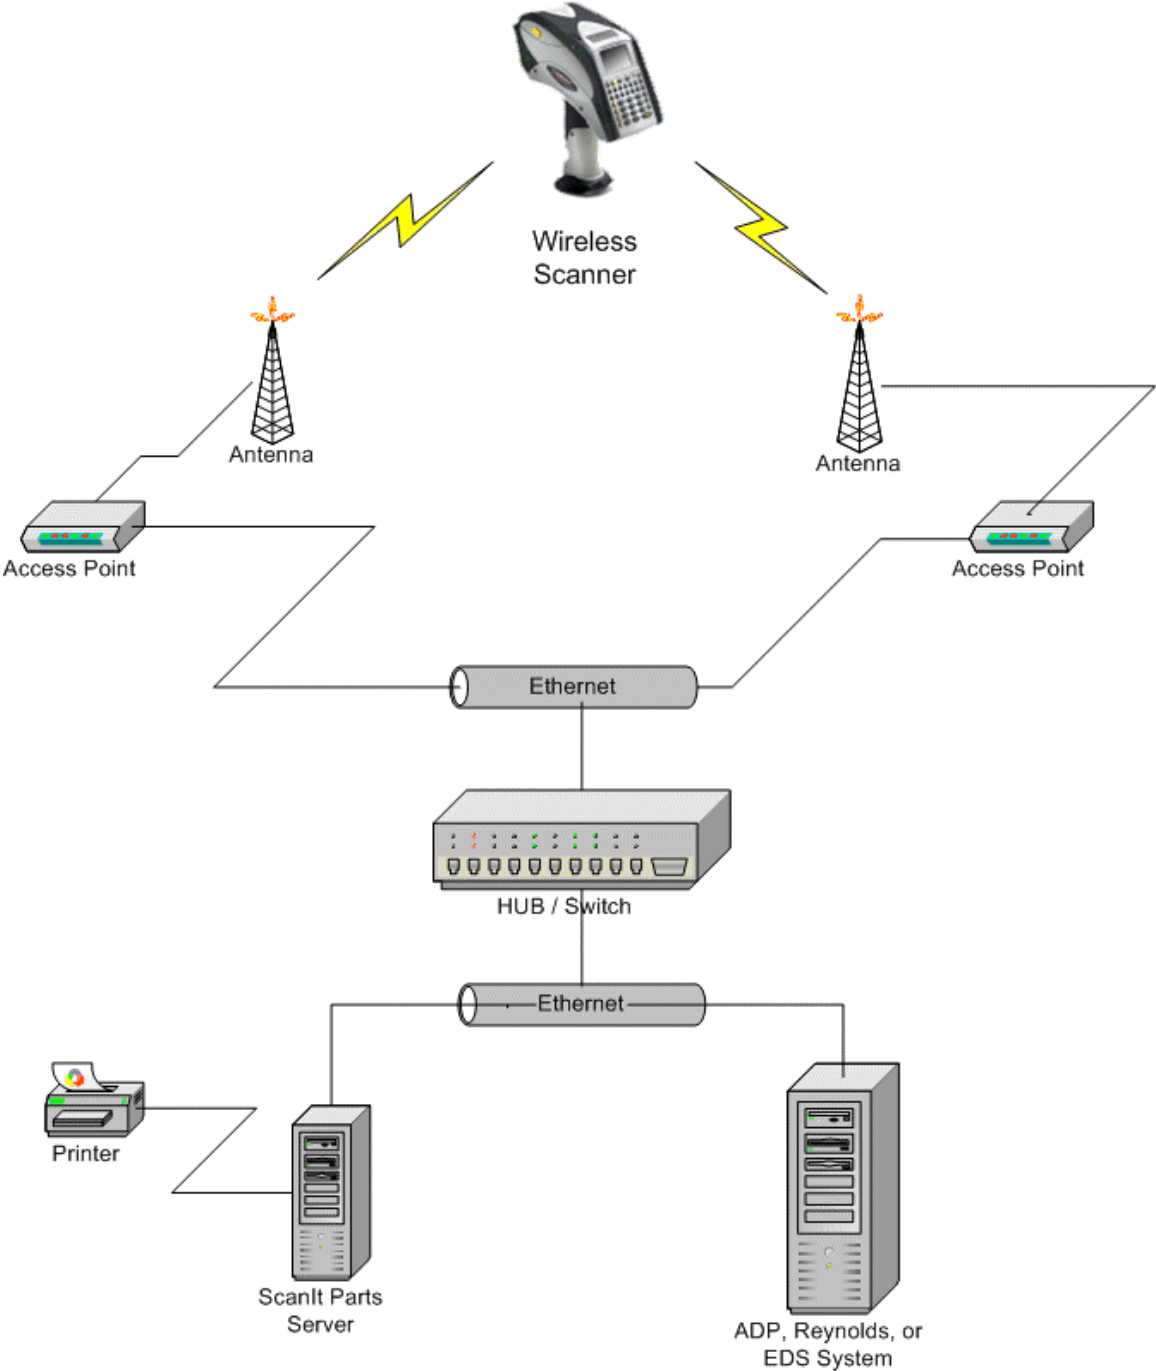 Wireless
Scanner
Antenna
Antenna
Access Point
Access Point
Ethernet
HUB / Switch
Ethernet
Printer
ScanIt Parts
Server
ADP, Reynolds, or
EDS System